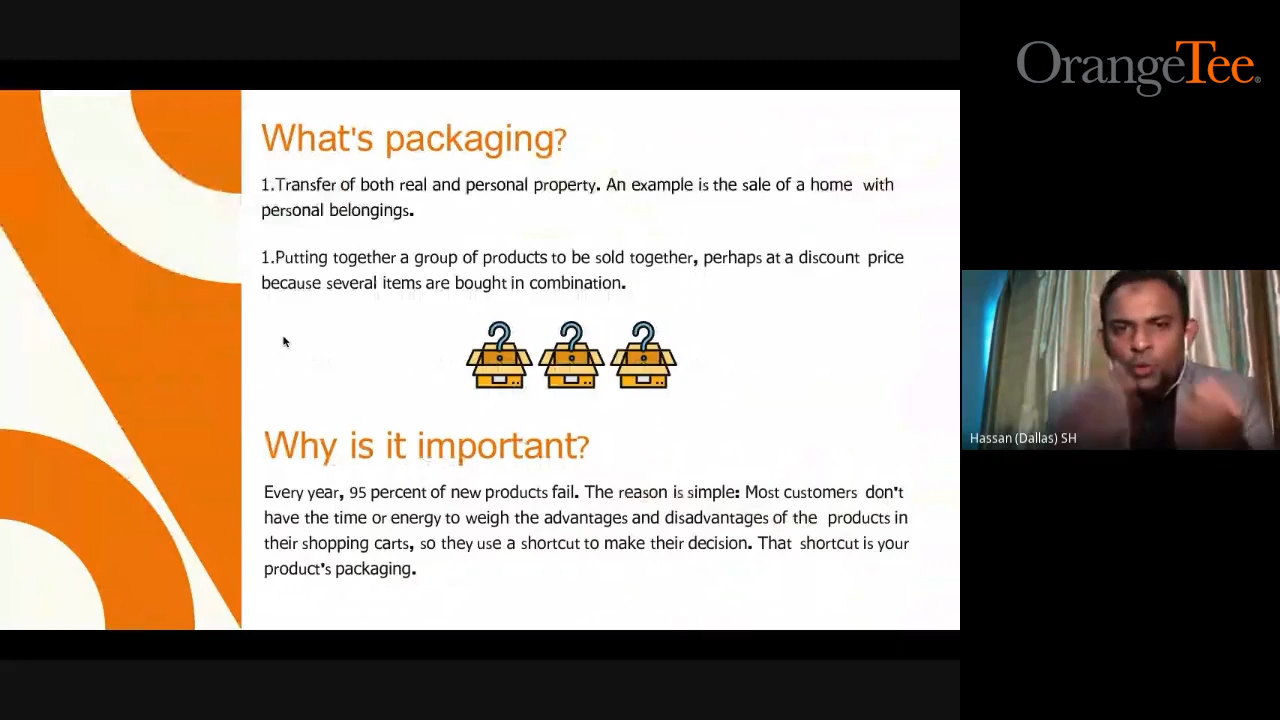 OrangeTee
What's packaging?
1.Transfer of both real and personal property. An example is the sale of a home with
personal belongings.
1.Putting together a group of products to be sold together, perhaps at a discount price
because several items are bought in combination.
Why is it important?
Every year, 95 percent of new products fail. The reason is simple: Most customers don't
have the time or energy to weigh the advantages and disadvantages of the products in
their shopping carts, so they use a shortcut to make their decision. That shortcut is your
product's packaging.
Hassan (Dallas) SH